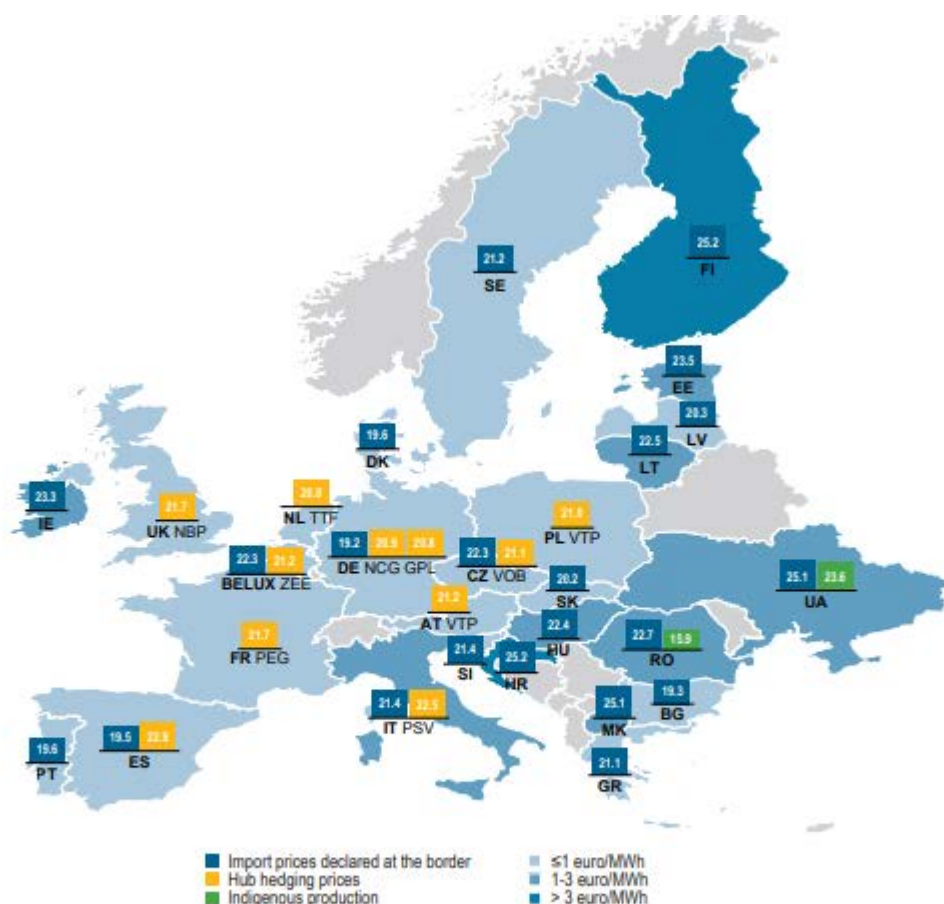 25.2
FI
21.2
SE
23.5
EE
20.3
LV
22.5
LT
19.6
DK
23.3
IE
21.7
UK NBP
NL TTF
PL VTP
19.2 20.9 20.8
DE NCG GPL
22.3 21.1
CZ VOB
22.3 21.2
BELUX ZEE
20.2
SK
25.1 23.6
UA
21.2
AT VTP
21.7
FR PEG
22.4
HU
22.7 15.9
RO
21.4
SI
25.2
HR
19.3
BG
25.1
MK
21.4 22.5
IT PSV
19.6
PT
19.5 22.9
ES
21.1
GR
Import prices declared at the border
Hub hedging prices
Indigenous production
≤1 euro/MWh
1-3 euro/MWh
> 3 euro/MWh